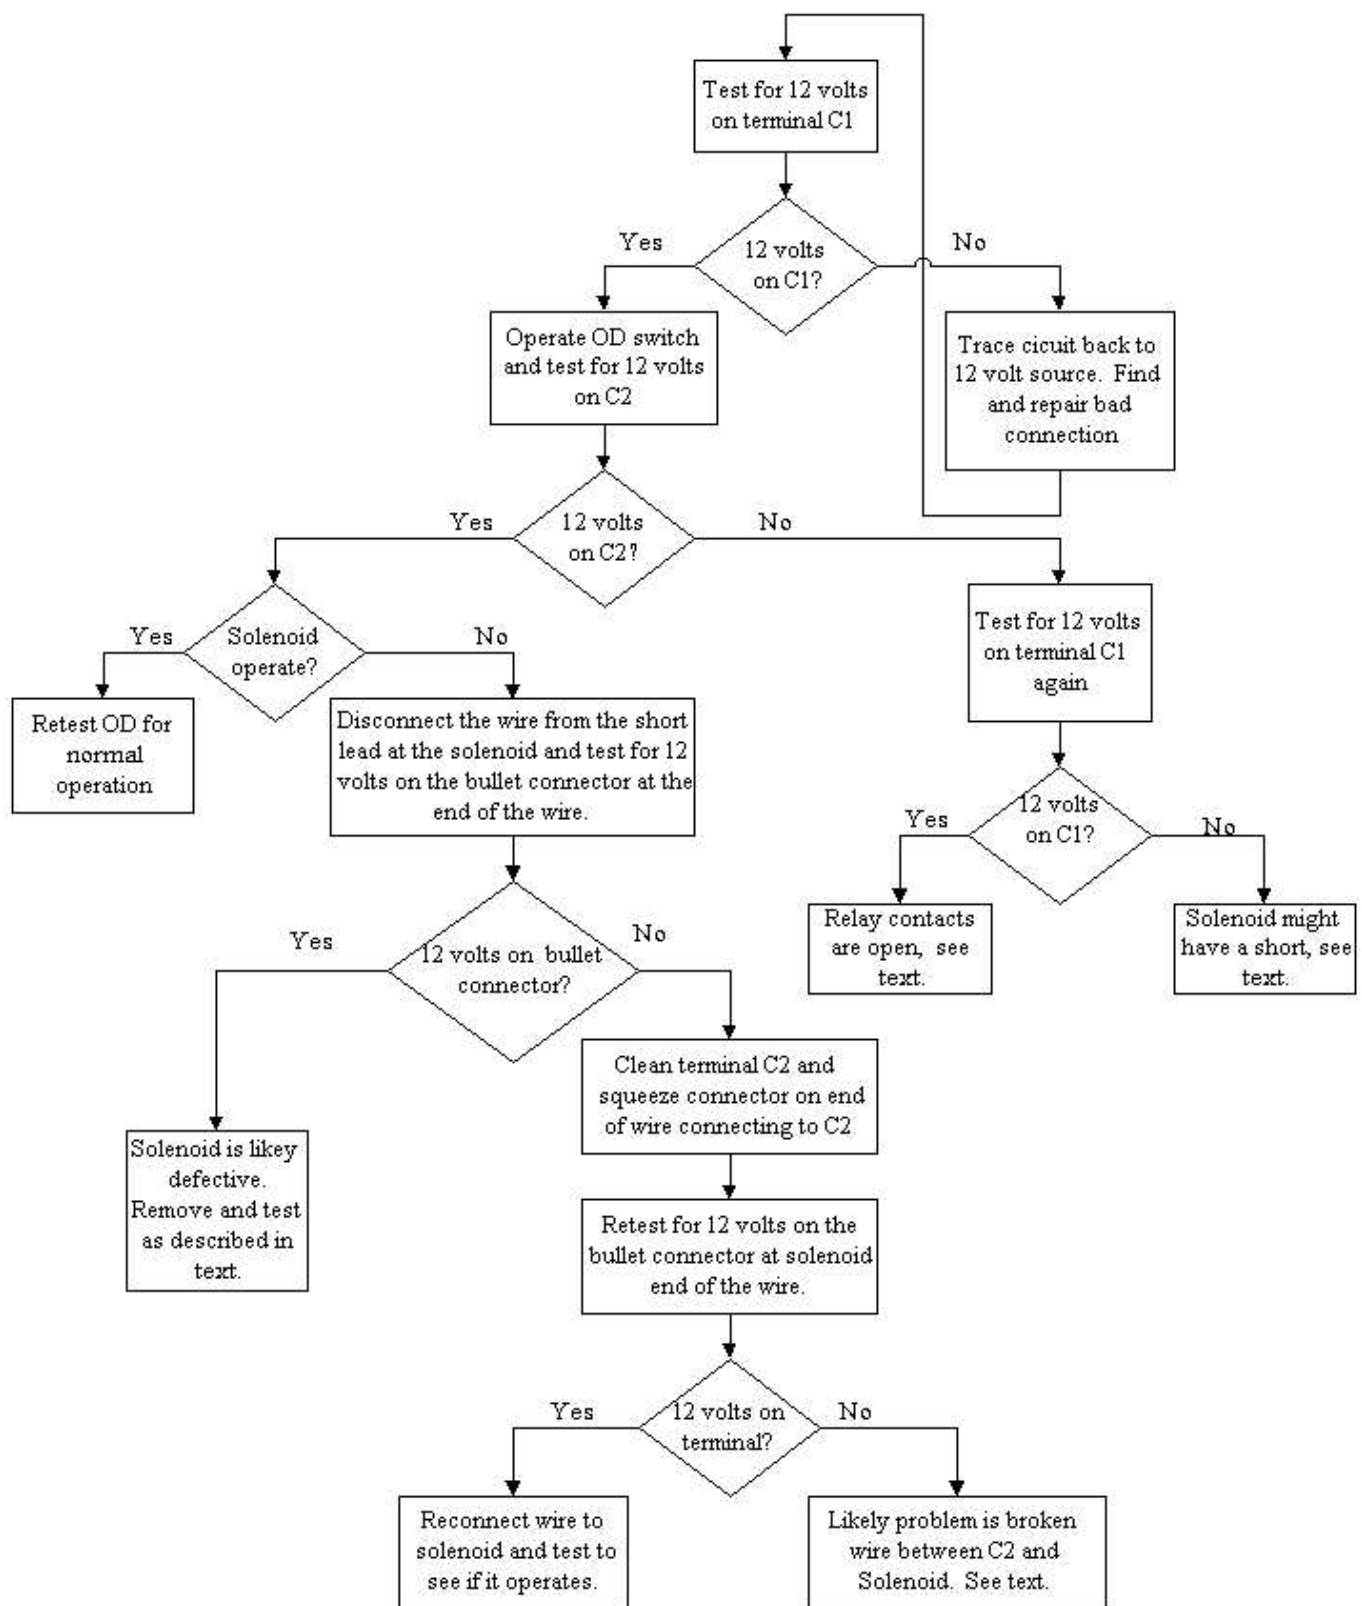 Test for 12 volts
on terminal C1
Yes
12 volts
on C1?
No
Operate OD switch
and test for 12 volts
on C2
Trace cicuit back to
12 volt source. Find
and repair bad
connection
Yes
12 volts
on C2?
No
Yes
Solenoid
operate?
No
Test for 12 volts
on terminal C1
again
Retest OD for
normal
operation
Disconnect the wire from the short
lead at the solenoid and test for 12
volts on the bullet connector at the
end of the wire.
Yes
12 volts
on C1?
No
Relay contacts
are open, see
text.
Solenoid might
have a short, see
text.
Yes
12 volts on bullet
connector?
No
Clean terminal C2 and
squeeze connector on end
of wire connecting to C2
Solenoid is likey
defective.
Remove and test
as described in
text.
Retest for 12 volts on the
bullet connector at solenoid
end of the wire.
Yes
12 volts on
terminal?
No
Reconnect wire to
solenoid and test to
see if it operates.
Likely problem is broken
wire between C2 and
Solenoid. See text.